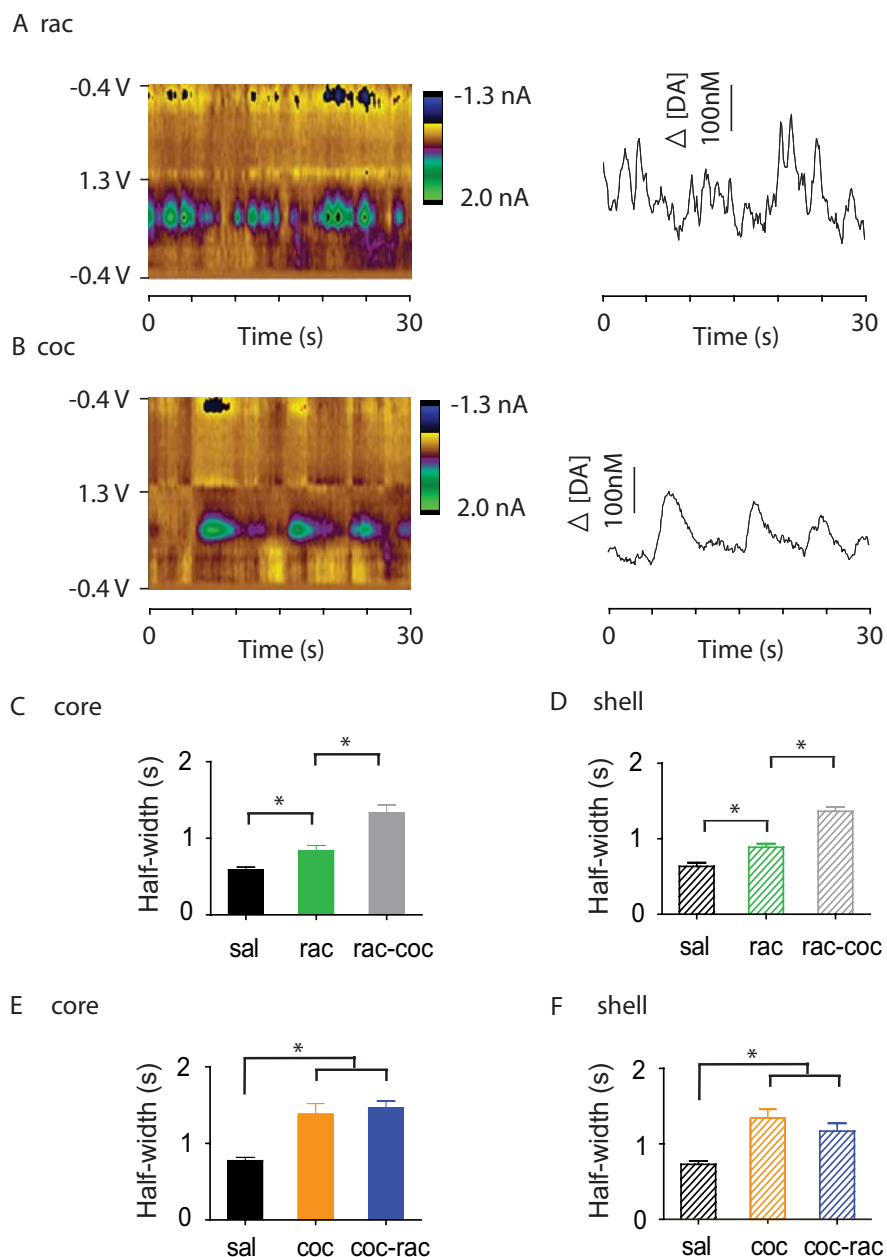 A rac
-0.4 V
1.3 V
-0.4 V
-1.3 nA
2.0 nA
0 30
Time (s)
△ [DA]
100nM
0 30
Time (s)
B coc
-0.4 V
1.3 V
-0.4 V
-1.3 nA
2.0 nA
0 30
Time (s)
△ [DA]
100nM
0 30
Time (s)
C core
Half-width (s)
2
1
0
*
*
sal rac rac-coc
D shell
Half-width (s)
2
1
0
*
*
sal rac rac-coc
E core
Half-width (s)
2
1
0
*
sal coc coc-rac
F shell
Half-width (s)
2
1
0
*
sal coc coc-rac